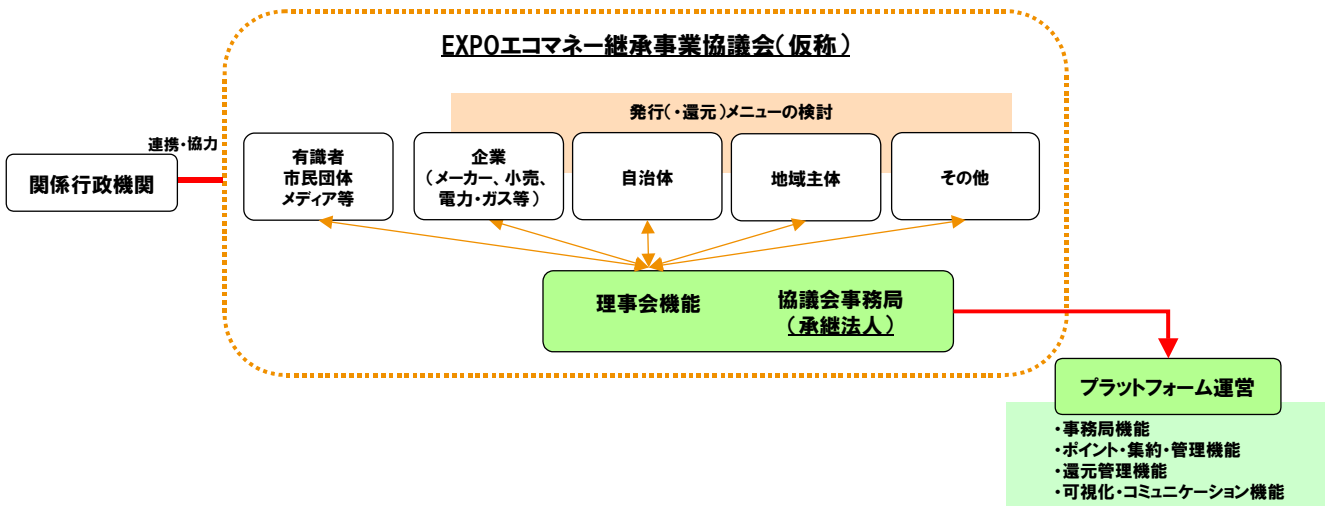 EXPOエコマネー継承事業協議会(仮称)
発行(・還元)メニューの検討
連携・協力
関係行政機関
有識者
市民団体
メディア等
企業
(メーカー、小売、
電力・ガス等)
自治体
地域主体
その他
理事会機能
協議会事務局
(承継法人)
プラットフォーム運営
・事務局機能
・ポイント・集約・管理機能
・還元管理機能
・可視化・コミュニケーション機能